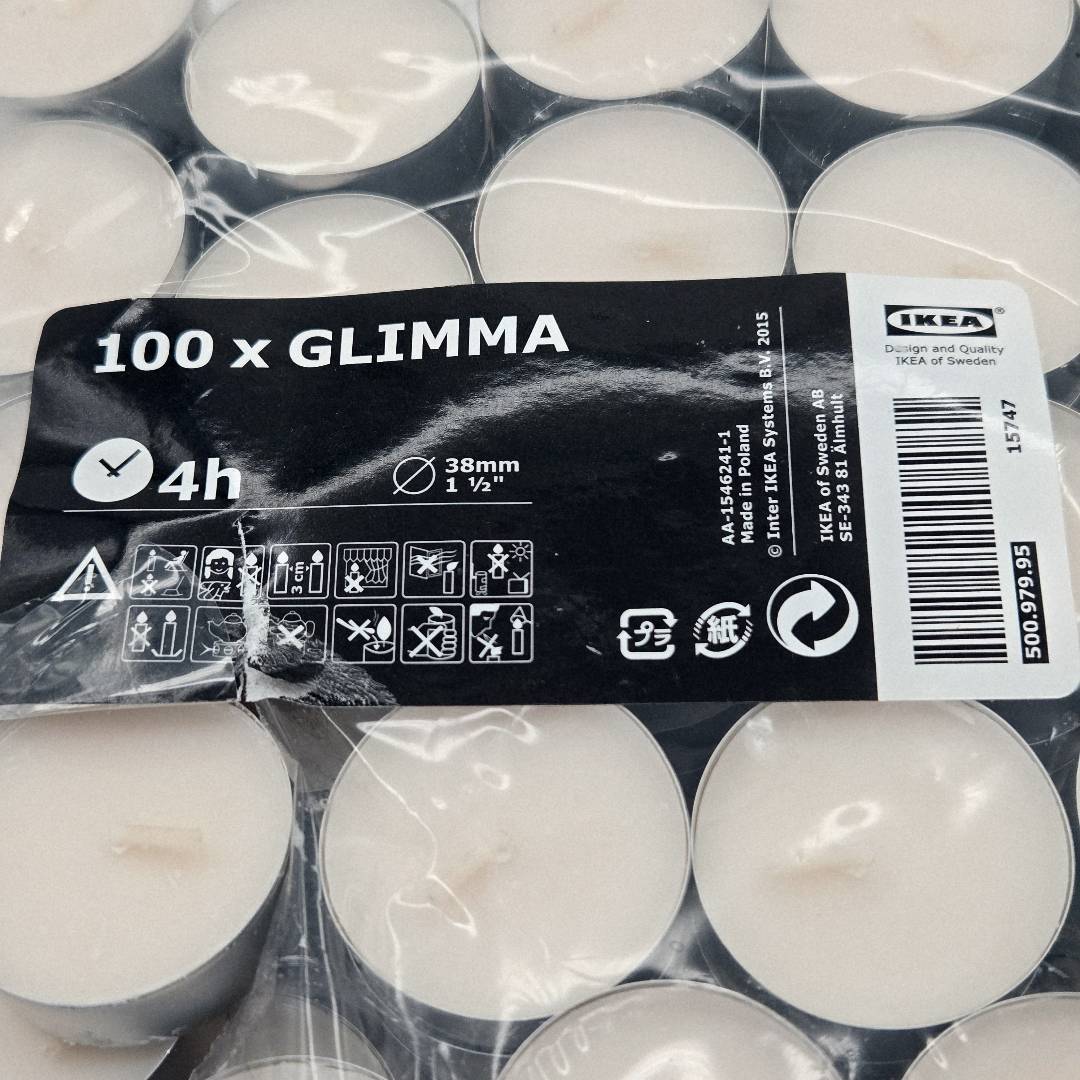 100 x GLIMMA
4h
38mm
1 ½"
3 cm
AA-1546241-1
Made in Poland
© Inter IKEA Systems B.V. 2015
IKEA of Sweden AB
SE-343 81 Älmhult
プラ
紙
IKEA®
Design and Quality
IKEA of Sweden
15747
500.979.95